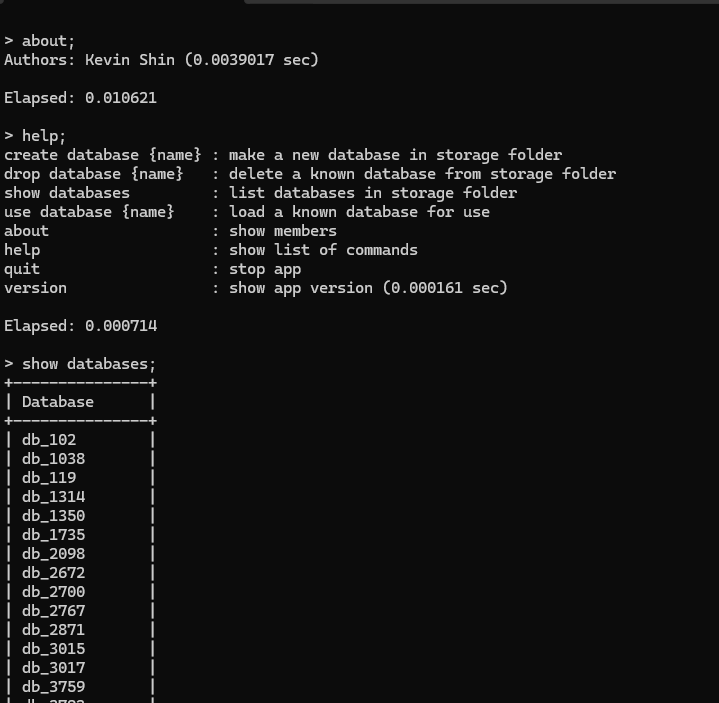 > about;
Authors: Kevin Shin (0.0039017 sec)
Elapsed: 0.010621
> help;
create database {name} : make a new database in storage folder
drop database {name}   : delete a known database from storage folder
show databases         : list databases in storage folder
use database {name}    : load a known database for use
about                  : show members
help                   : show list of commands
quit                   : stop app
version                : show app version (0.000161 sec)
Elapsed: 0.000714
> show databases;
+---------------+
| Database      |
+---------------+
| db_102        |
| db_1038       |
| db_119        |
| db_1314       |
| db_1350       |
| db_1735       |
| db_2098       |
| db_2672       |
| db_2700       |
| db_2767       |
| db_2871       |
| db_3015       |
| db_3017       |
| db_3759       |